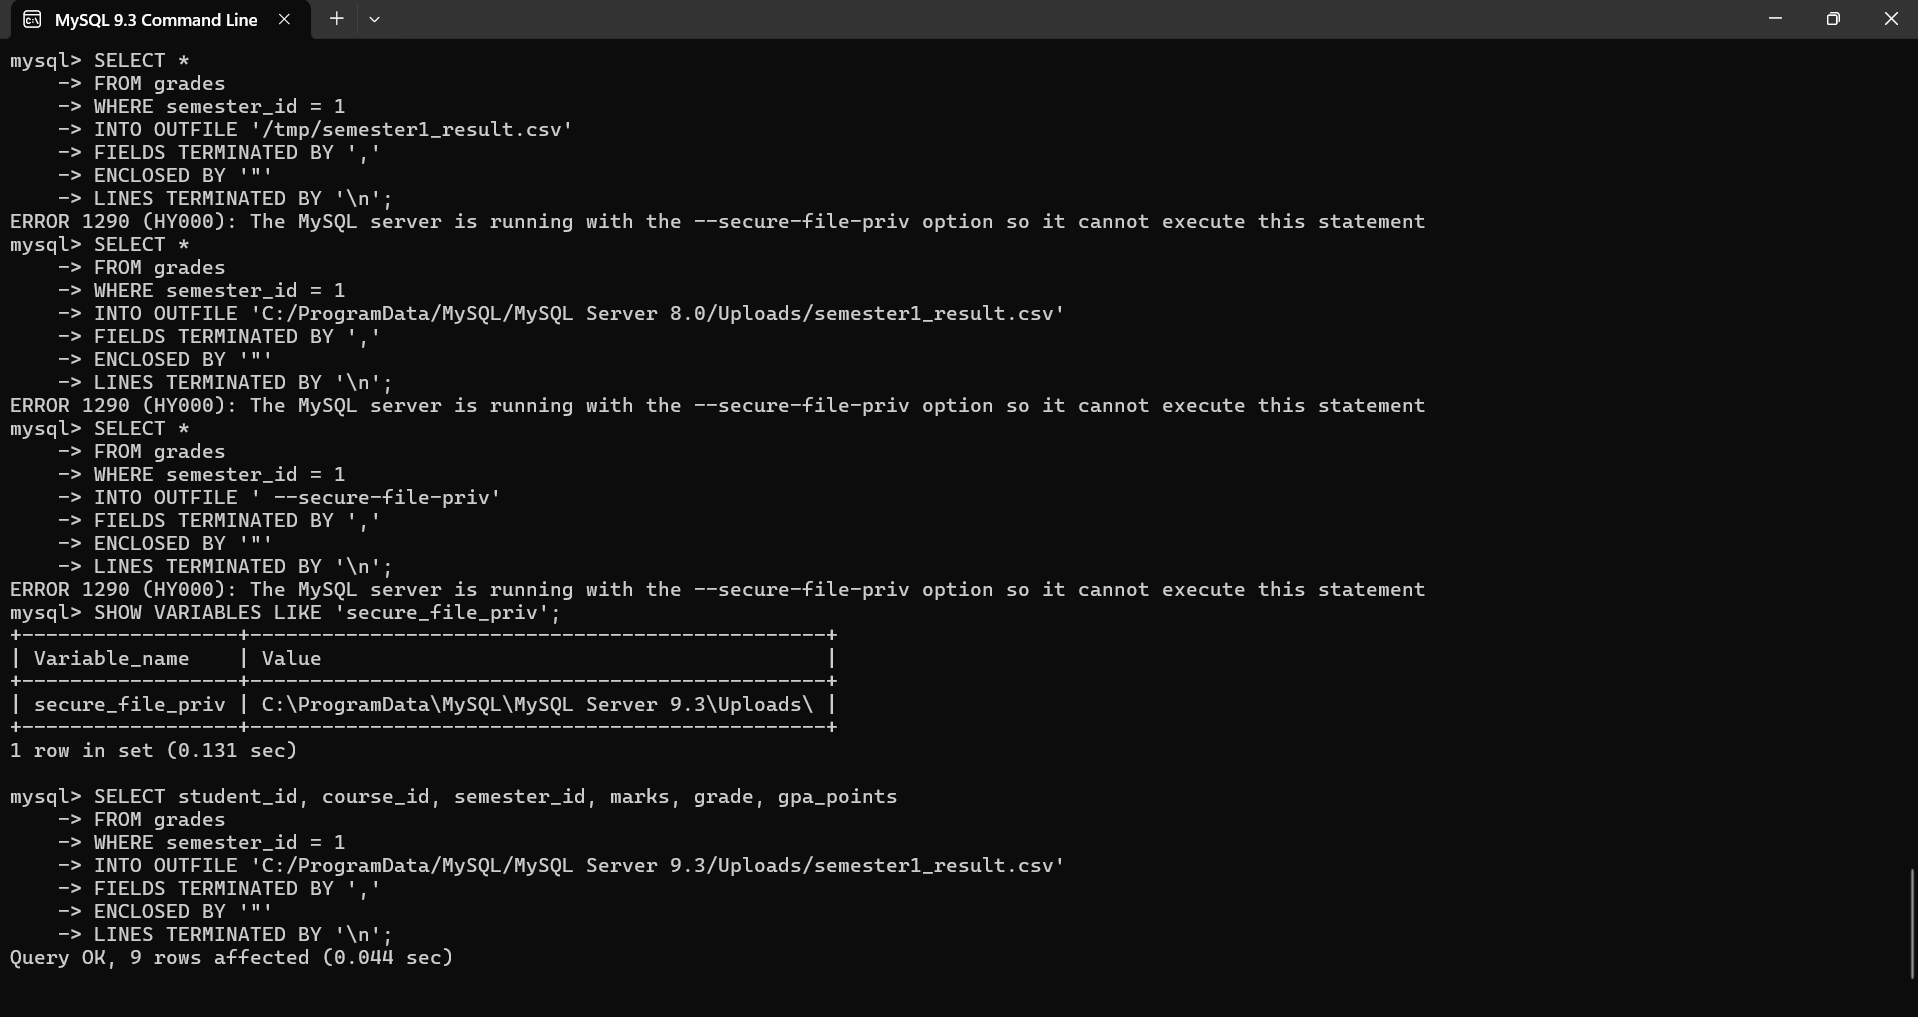 MySQL 9.3 Command Line
mysql> SELECT *
    -> FROM grades
    -> WHERE semester_id = 1
    -> INTO OUTFILE '/tmp/semester1_result.csv'
    -> FIELDS TERMINATED BY ','
    -> ENCLOSED BY '"'
    -> LINES TERMINATED BY '\n';
ERROR 1290 (HY000): The MySQL server is running with the --secure-file-priv option so it cannot execute this statement
mysql> SELECT *
    -> FROM grades
    -> WHERE semester_id = 1
    -> INTO OUTFILE 'C:/ProgramData/MySQL/MySQL Server 8.0/Uploads/semester1_result.csv'
    -> FIELDS TERMINATED BY ','
    -> ENCLOSED BY '"'
    -> LINES TERMINATED BY '\n';
ERROR 1290 (HY000): The MySQL server is running with the --secure-file-priv option so it cannot execute this statement
mysql> SELECT *
    -> FROM grades
    -> WHERE semester_id = 1
    -> INTO OUTFILE ' --secure-file-priv'
    -> FIELDS TERMINATED BY ','
    -> ENCLOSED BY '"'
    -> LINES TERMINATED BY '\n';
ERROR 1290 (HY000): The MySQL server is running with the --secure-file-priv option so it cannot execute this statement
mysql> SHOW VARIABLES LIKE 'secure_file_priv';
+------------------+------------------------------------------------+
| Variable_name    | Value                                          |
+------------------+------------------------------------------------+
| secure_file_priv | C:\ProgramData\MySQL\MySQL Server 9.3\Uploads\ |
+------------------+------------------------------------------------+
1 row in set (0.131 sec)

mysql> SELECT student_id, course_id, semester_id, marks, grade, gpa_points
    -> FROM grades
    -> WHERE semester_id = 1
    -> INTO OUTFILE 'C:/ProgramData/MySQL/MySQL Server 9.3/Uploads/semester1_result.csv'
    -> FIELDS TERMINATED BY ','
    -> ENCLOSED BY '"'
    -> LINES TERMINATED BY '\n';
Query OK, 9 rows affected (0.044 sec)